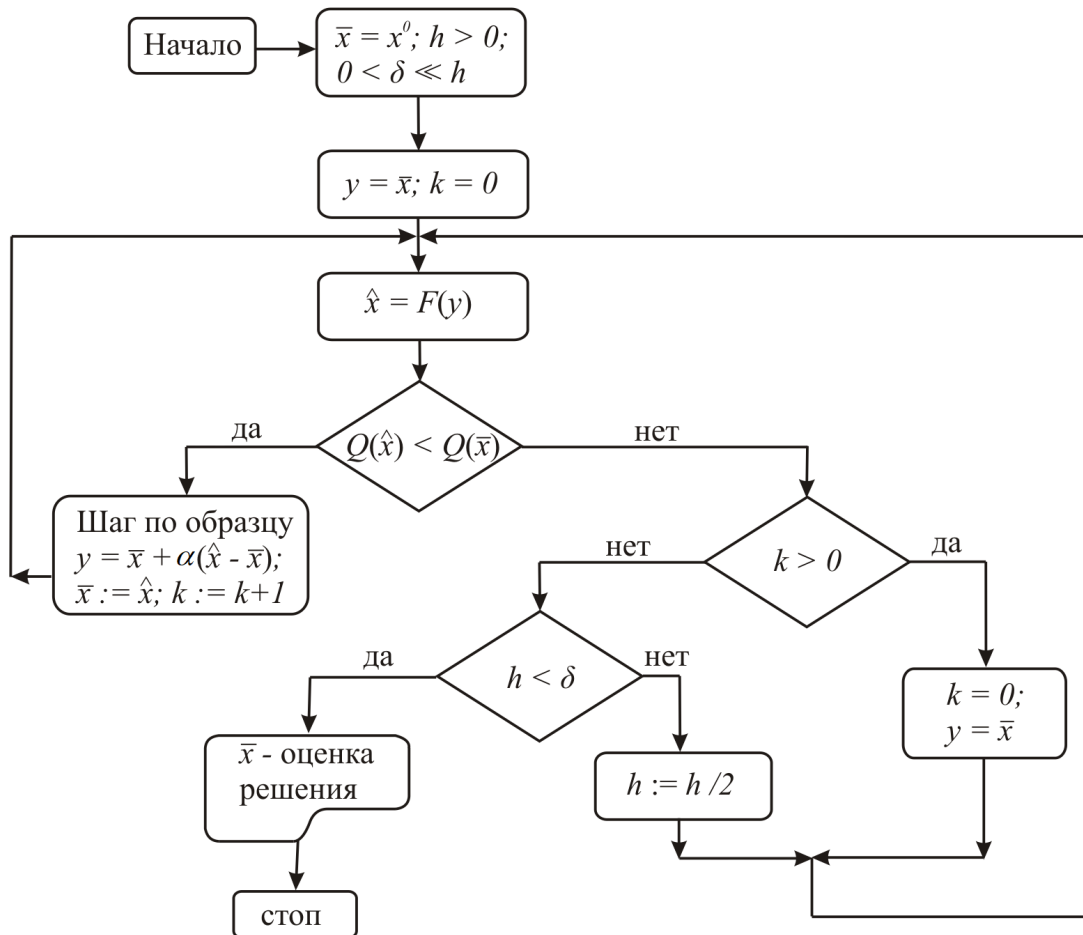 Начало
x̄ = x⁰; h > 0;
0 < δ ≪ h
y = x̄; k = 0
x̂ = F(y)
Q(x̂) < Q(x̄)
да
нет
Шаг по образцу
y = x̄ + α(x̂ - x̄);
x̄ := x̂; k := k+1
k > 0
нет
да
h < δ
да
нет
k = 0;
y = x̄
x̄ - оценка
решения
h := h /2
стоп